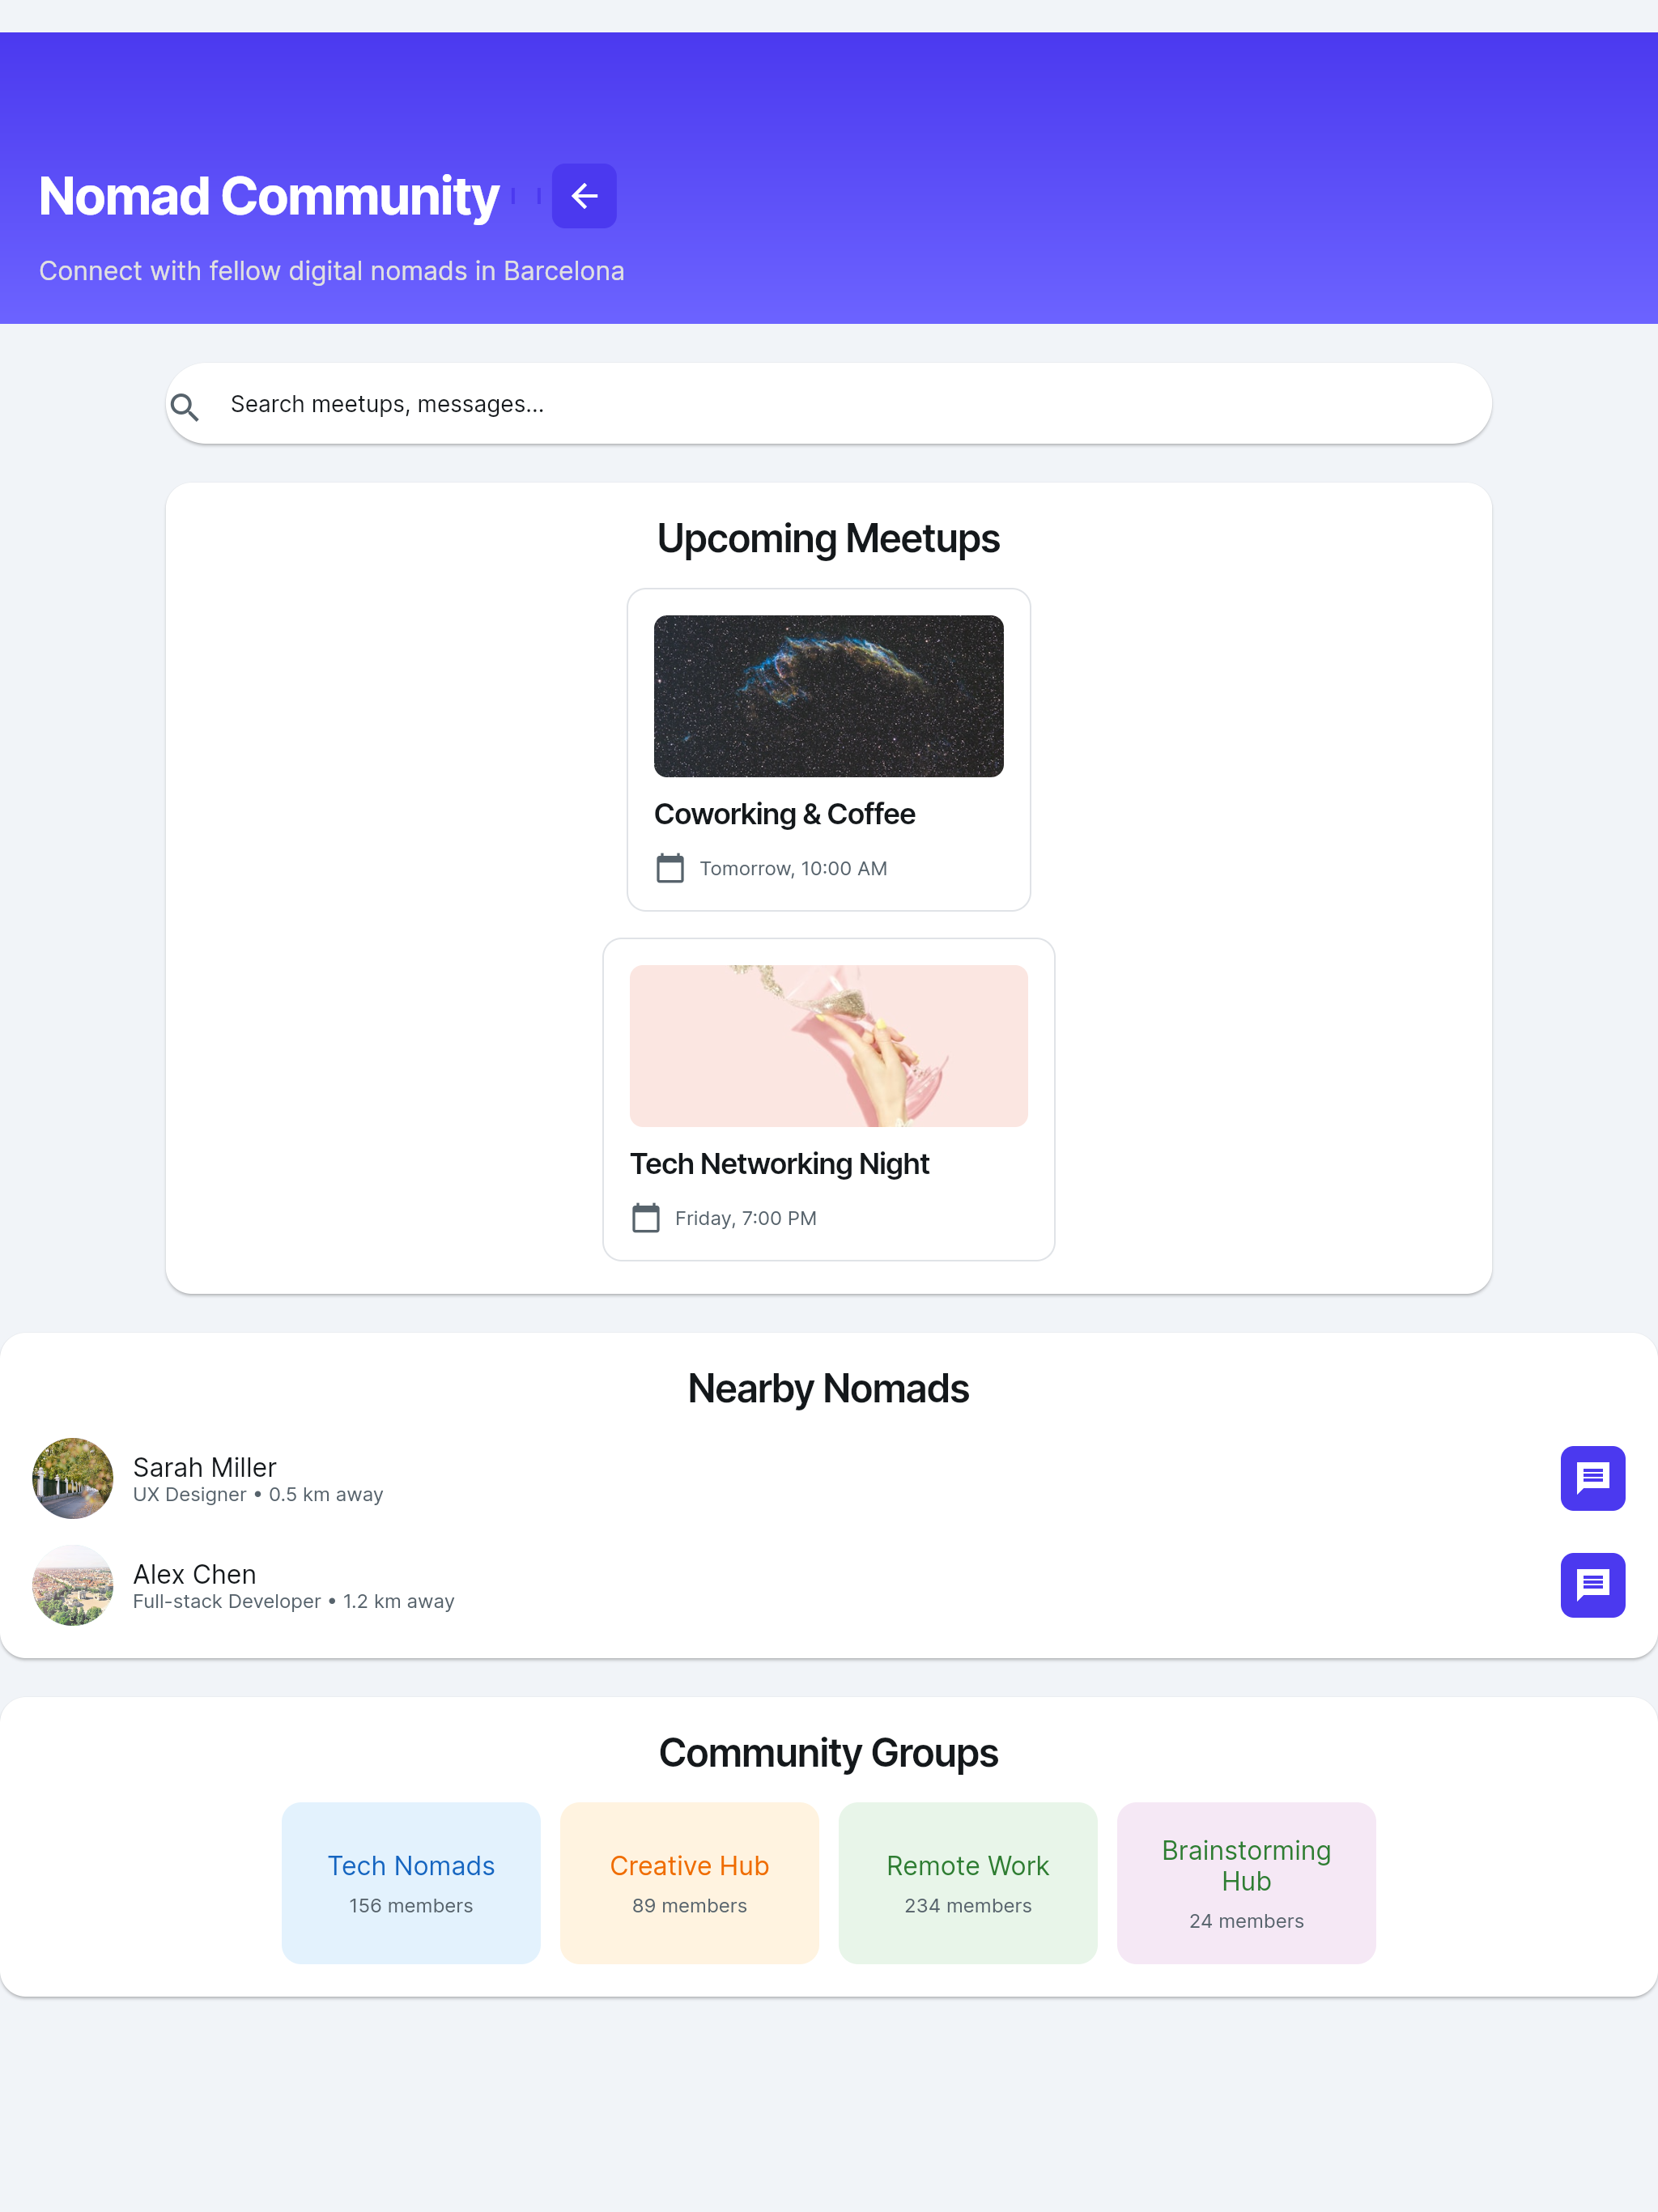 Nomad Community
Connect with fellow digital nomads in Barcelona
Search meetups, messages...
Upcoming Meetups
Coworking & Coffee
Tomorrow, 10:00 AM
Tech Networking Night
Friday, 7:00 PM
Nearby Nomads
Sarah Miller
UX Designer • 0.5 km away
Alex Chen
Full-stack Developer • 1.2 km away
Community Groups
Tech Nomads
156 members
Creative Hub
89 members
Remote Work
234 members
Brainstorming
Hub
24 members